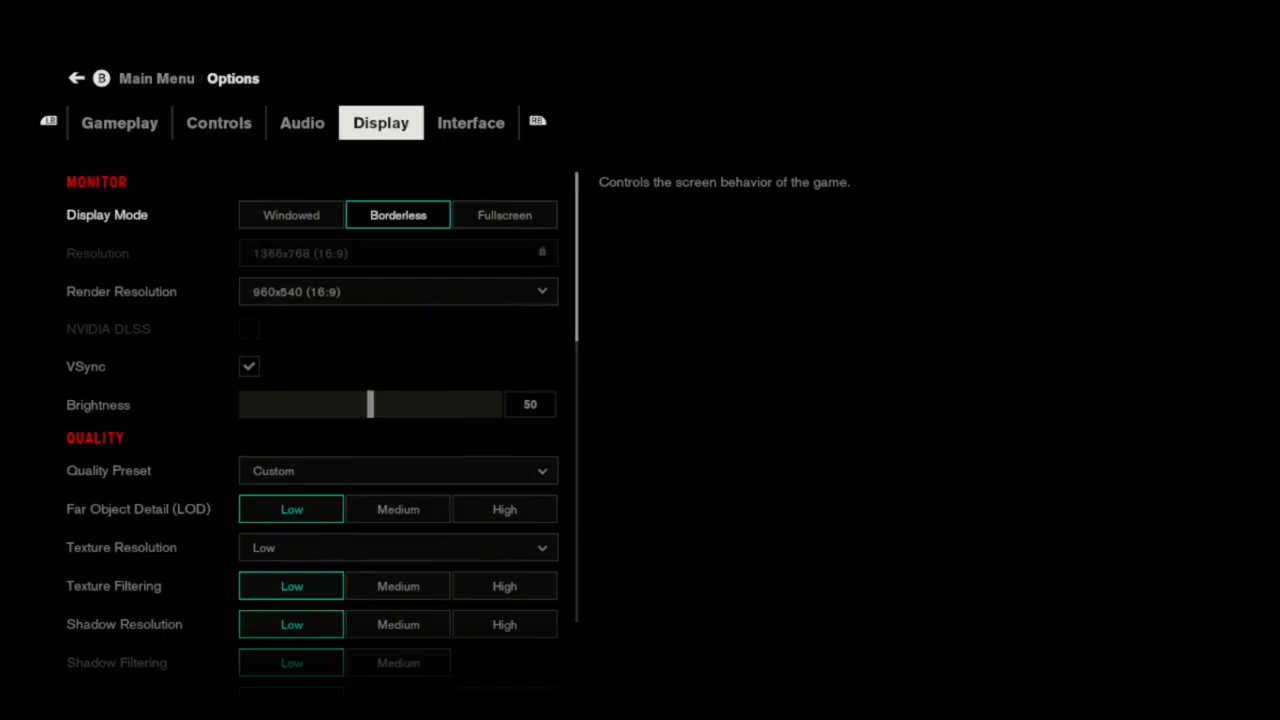 B Main Menu / Options
LB Gameplay Controls Audio Display Interface RB
MONITOR
Controls the screen behavior of the game.
Display Mode Windowed Borderless Fullscreen
Resolution 1366x768 (16:9)
Render Resolution 960x540 (16:9)
NVIDIA DLSS
VSync
Brightness 50
QUALITY
Quality Preset Custom
Far Object Detail (LOD) Low Medium High
Texture Resolution Low
Texture Filtering Low Medium High
Shadow Resolution Low Medium High
Shadow Filtering Low Medium